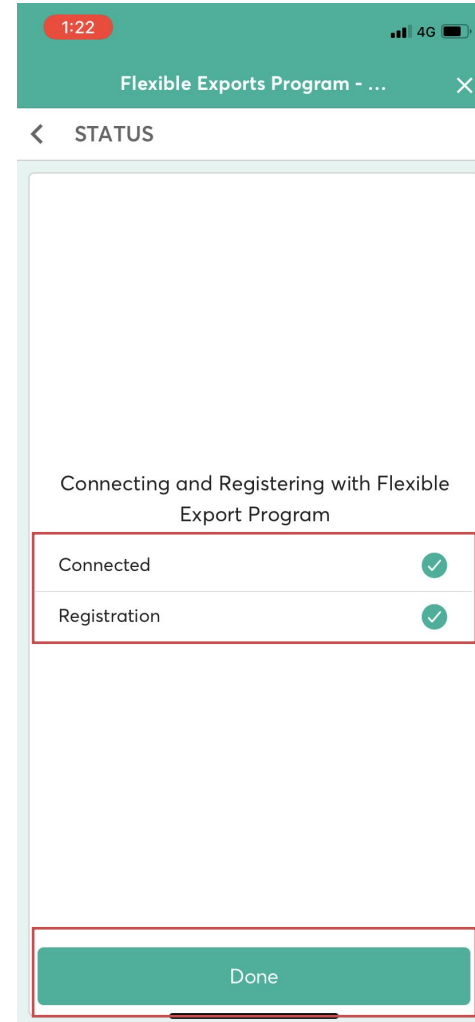 1:22
4G
Flexible Exports Program - ...
STATUS
Connecting and Registering with Flexible
Export Program
Connected
Registration
Done